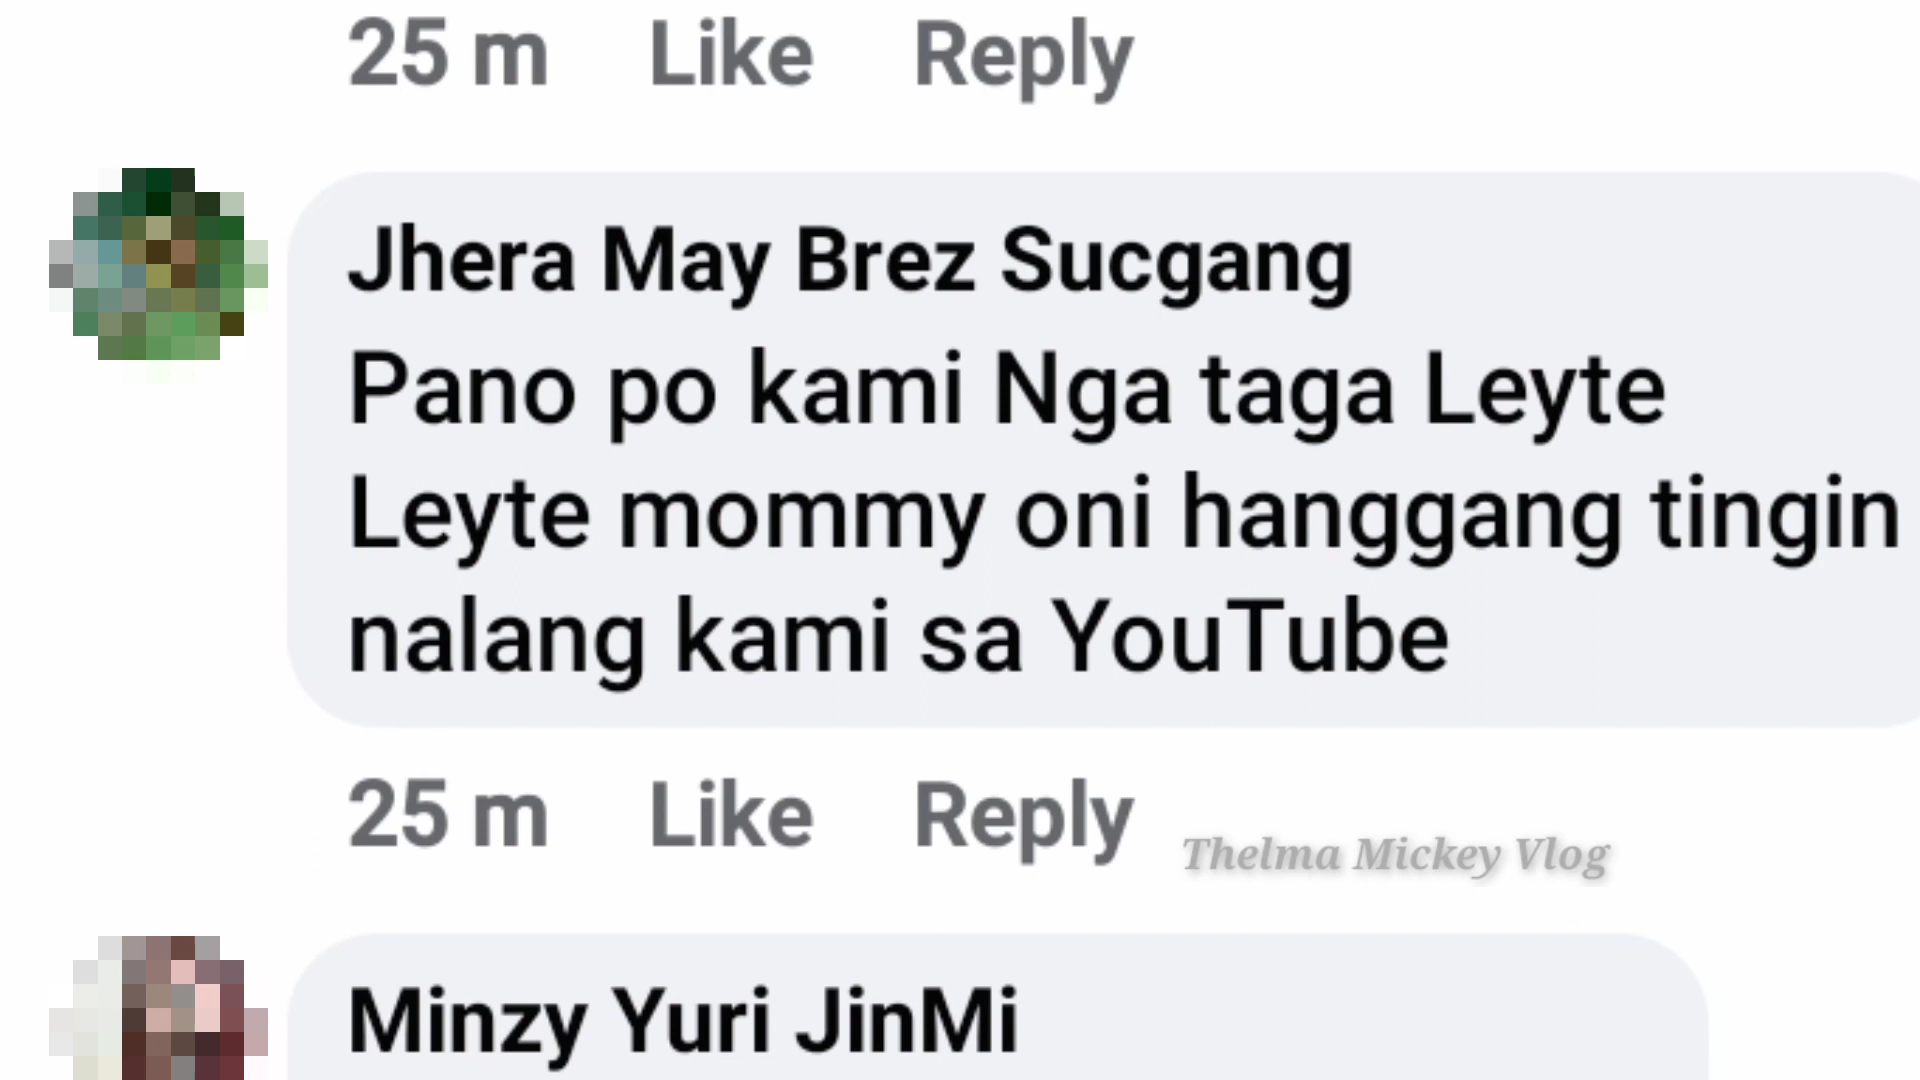 25 m Like Reply
Jhera May Brez Sucgang
Pano po kami Nga taga Leyte
Leyte mommy oni hanggang tingin
nalang kami sa YouTube
25 m Like Reply
Thelma Mickey Vlog
Minzy Yuri JinMi